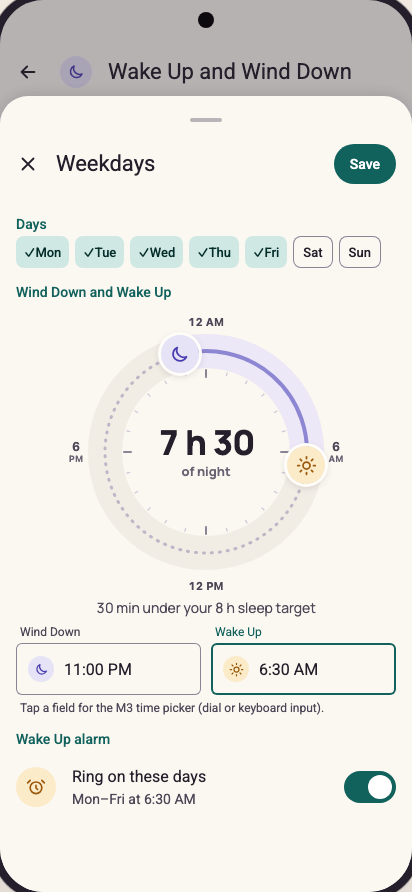 Wake Up and Wind Down
Weekdays
Save
Days
Mon
Tue
Wed
Thu
Fri
Sat
Sun
Wind Down and Wake Up
12 AM
6
PM
7 h 30
of night
6
AM
12 PM
30 min under your 8 h sleep target
Wind Down
Wake Up
11:00 PM
6:30 AM
Tap a field for the M3 time picker (dial or keyboard input).
Wake Up alarm
Ring on these days
Mon–Fri at 6:30 AM